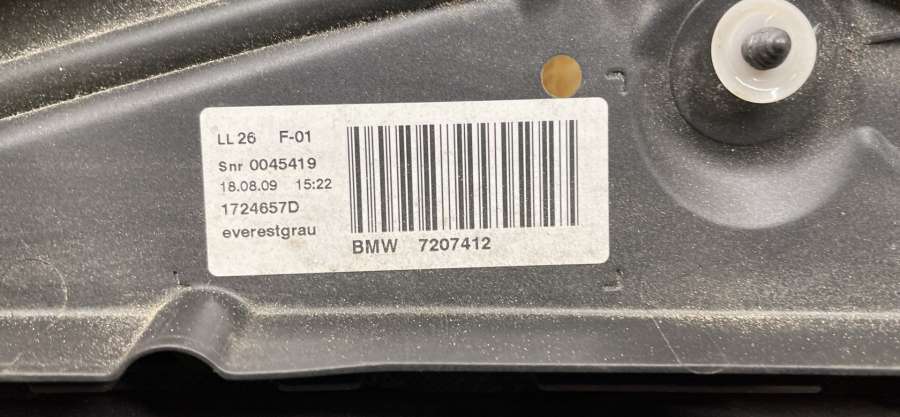 LL 26 F-01
Snr 0045419
18.08.09 15:22
1724657D
everestgrau
BMW 7207412